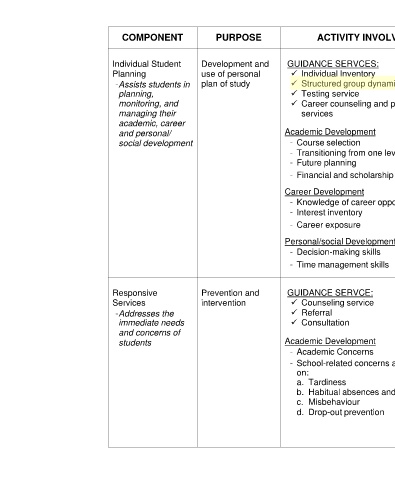 COMPONENT
PURPOSE
ACTIVITY INVOLV
Individual Student
Planning
-Assists students in
planning,
monitoring, and
managing their
academic, career
and personal/
social development
Development and
use of personal
plan of study
GUIDANCE SERVCES:
✓ Individual Inventory
✓ Structured group dynami
✓ Testing service
✓ Career counseling and p
services
Academic Development
- Course selection
- Transitioning from one lev
- Future planning
- Financial and scholarship
Career Development
- Knowledge of career oppo
- Interest inventory
- Career exposure
Personal/social Development
- Decision-making skills
- Time management skills
Responsive
Services
-Addresses the
immediate needs
and concerns of
students
Prevention and
intervention
GUIDANCE SERVCE:
✓ Counseling service
✓ Referral
✓ Consultation
Academic Development
- Academic Concerns
- School-related concerns a
on:
a. Tardiness
b. Habitual absences and
c. Misbehaviour
d. Drop-out prevention